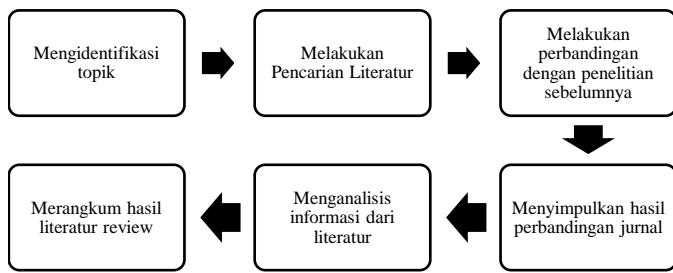 Mengidentifikasi
topik
Melakukan
Pencarian Literatur
Melakukan
perbandingan
dengan penelitian
sebelumnya
Menyimpulkan hasil
perbandingan jurnal
Menganalisis
informasi dari
literatur
Merangkum hasil
literatur review